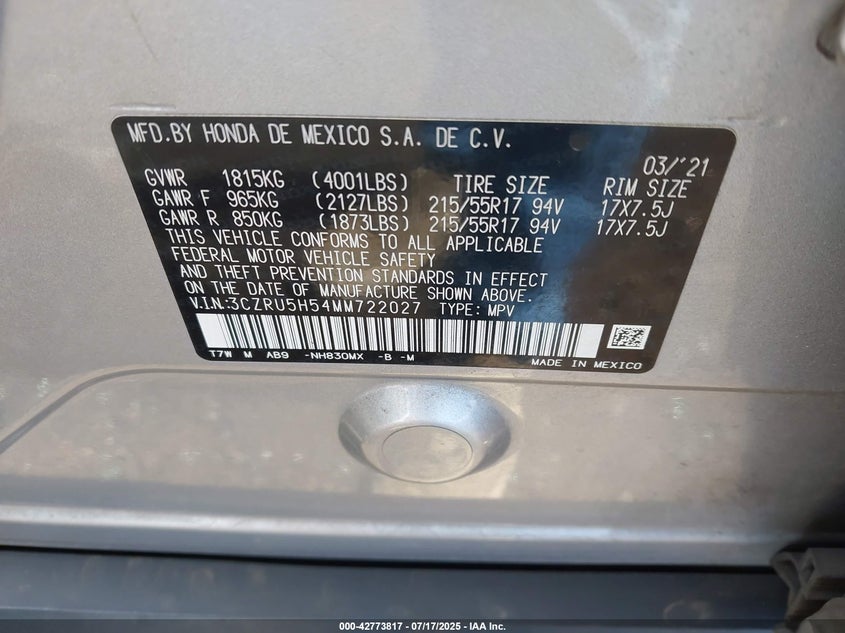 MFD.BY HONDA DE MEXICO S.A. DE C.V.
03/'21
GVWR 1815KG (4001LBS) TIRE SIZE RIM SIZE
GAWR F 965KG (2127LBS) 215/55R17 94V 17X7.5J
GAWR R 850KG (1873LBS) 215/55R17 94V 17X7.5J
THIS VEHICLE CONFORMS TO ALL APPLICABLE
FEDERAL MOTOR VEHICLE SAFETY
AND THEFT PREVENTION STANDARDS IN EFFECT
ON THE DATE OF MANUFACTURE SHOWN ABOVE.
V.I.N:3CZRU5H54MM722027 TYPE: MPV
T7W M AB9 -NH830MX -B -M
MADE IN MEXICO
000-42773817 / 07/17/2025 - IAA Inc.